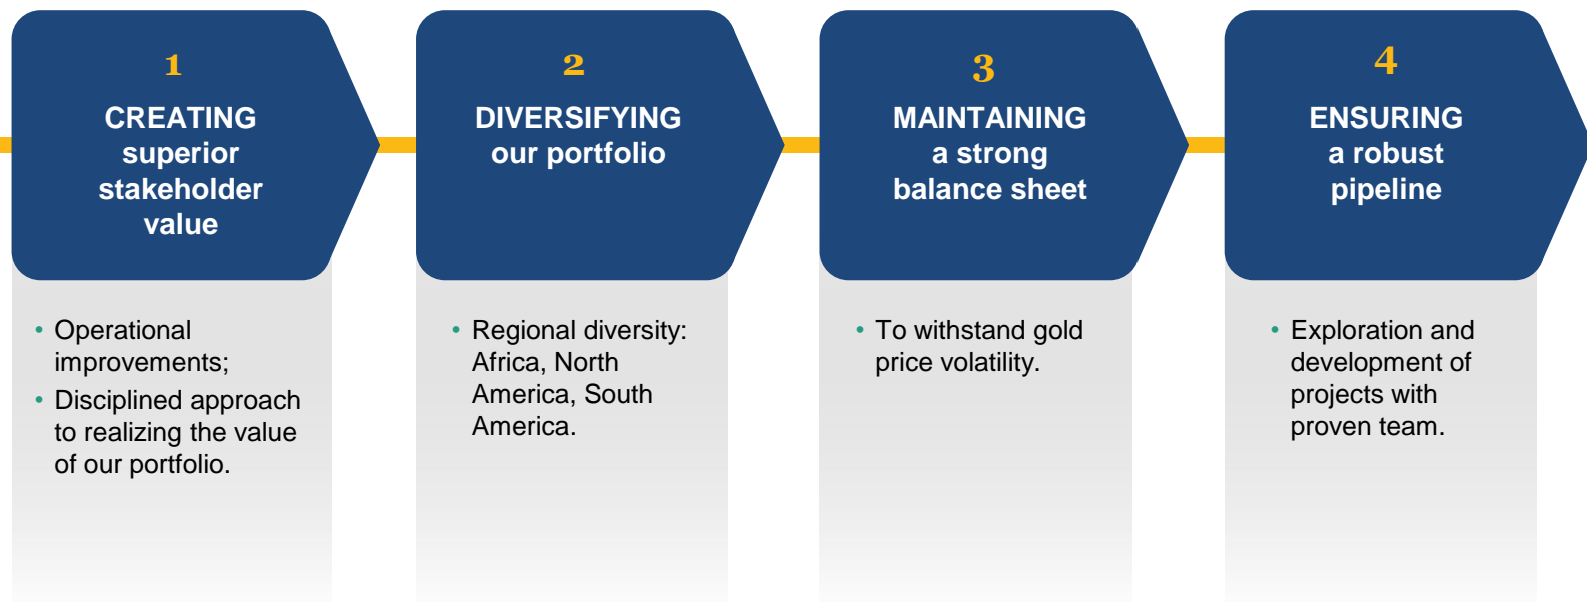 1
CREATING
superior
stakeholder
value
• Operational
improvements;
• Disciplined approach
to realizing the value
of our portfolio.
2
DIVERSIFYING
our portfolio
• Regional diversity:
Africa, North
America, South
America.
3
MAINTAINING
a strong
balance sheet
• To withstand gold
price volatility.
4
ENSURING
a robust
pipeline
• Exploration and
development of
projects with
proven team.